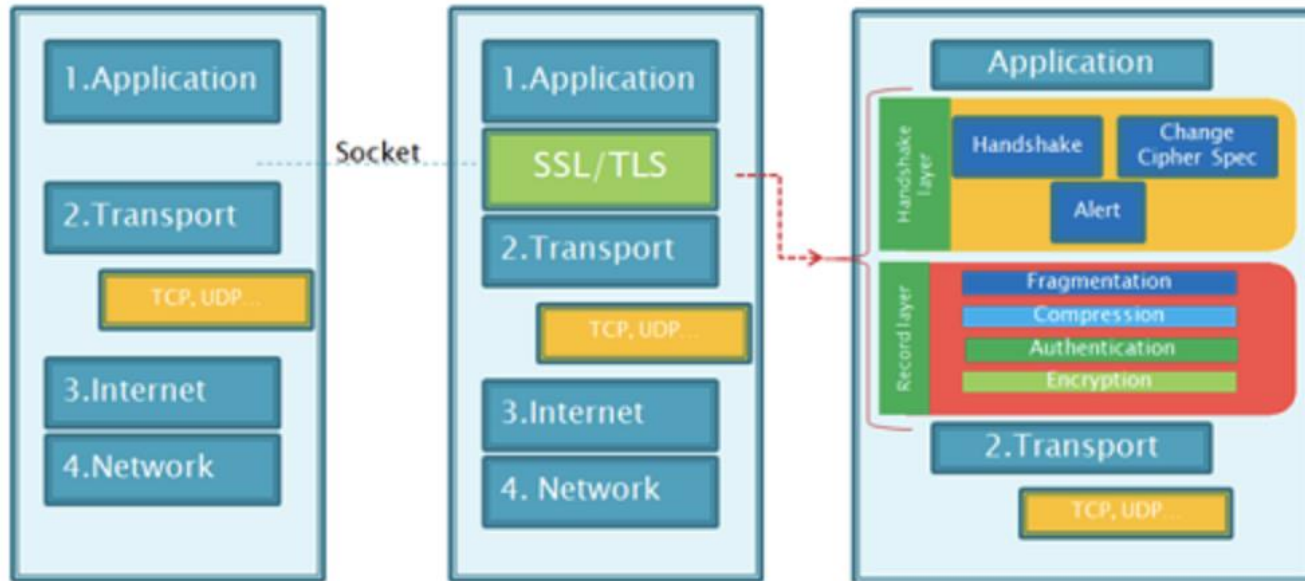 1.Application
2.Transport
TCP, UDP...
3.Internet
4.Network
Socket
1.Application
SSL/TLS
2.Transport
TCP, UDP...
3.Internet
4. Network
Application
Handshake
layer
Handshake
Change
Cipher Spec
Alert
Record layer
Fragmentation
Compression
Authentication
Encryption
2.Transport
TCP, UDP...